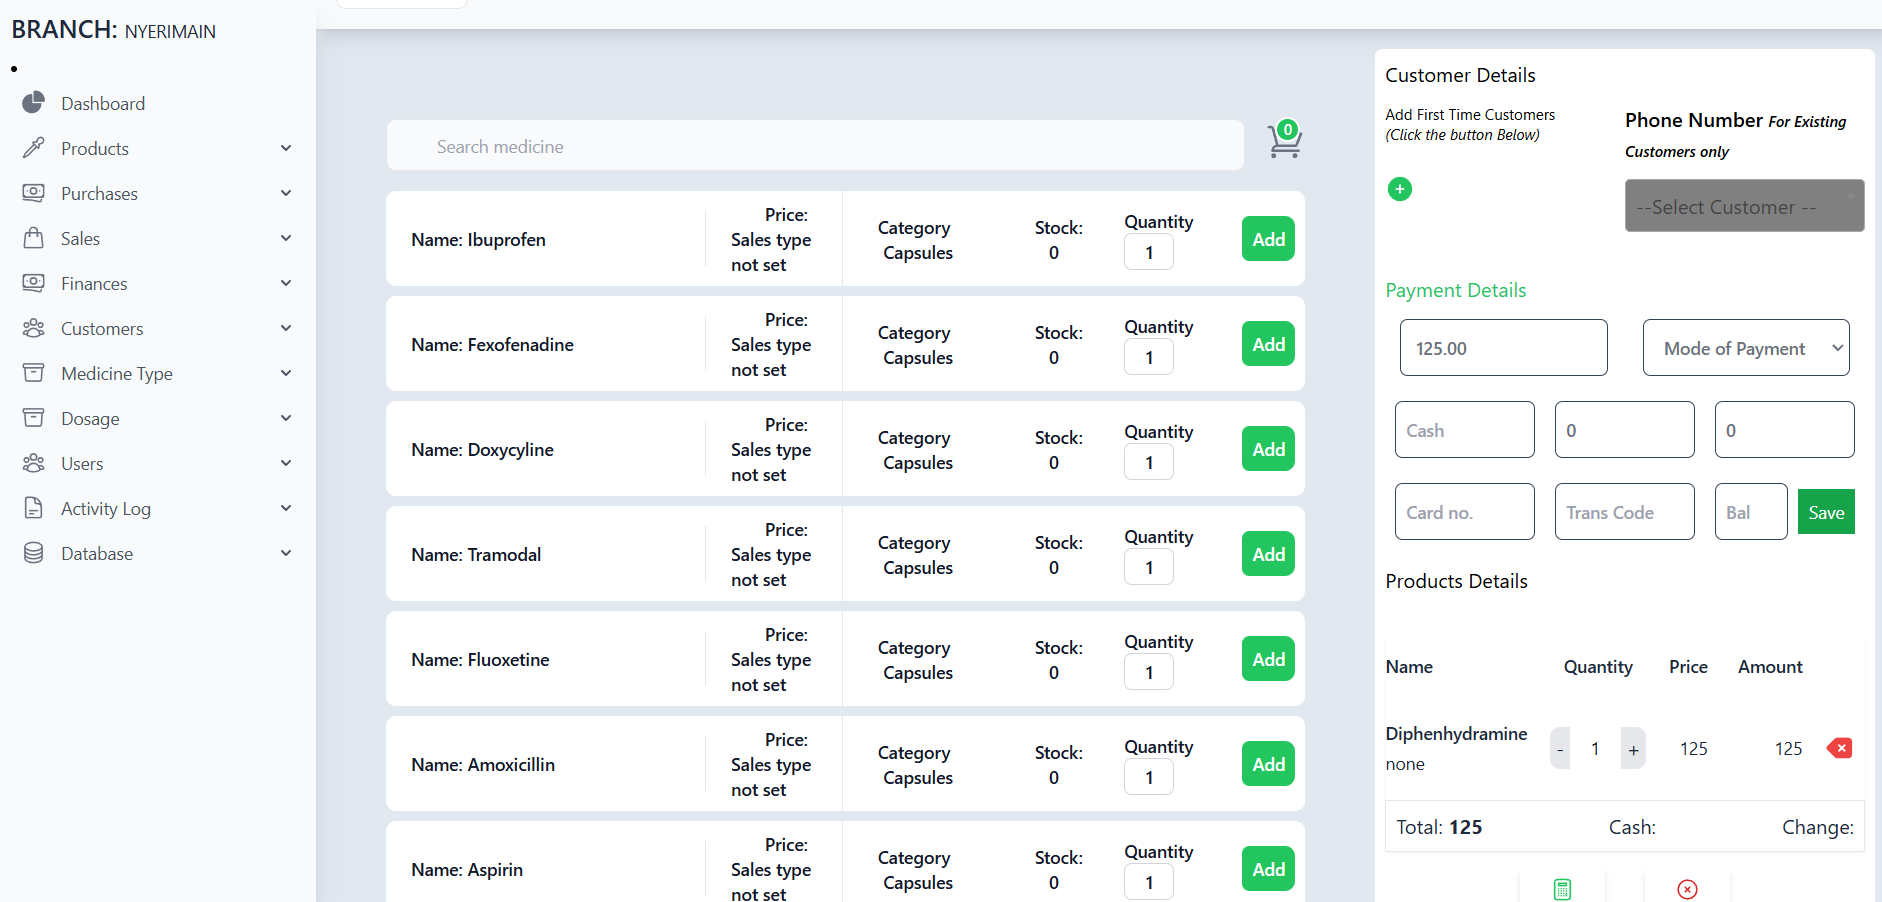 BRANCH: NYERIMAIN
Dashboard
Products
Purchases
Sales
Finances
Customers
Medicine Type
Dosage
Users
Activity Log
Database
Search medicine
0
Name: Ibuprofen
Price:
Sales type
not set
Category
Capsules
Stock:
0
Quantity
1
Add
Name: Fexofenadine
Price:
Sales type
not set
Category
Capsules
Stock:
0
Quantity
1
Add
Name: Doxycyline
Price:
Sales type
not set
Category
Capsules
Stock:
0
Quantity
1
Add
Name: Tramodal
Price:
Sales type
not set
Category
Capsules
Stock:
0
Quantity
1
Add
Name: Fluoxetine
Price:
Sales type
not set
Category
Capsules
Stock:
0
Quantity
1
Add
Name: Amoxicillin
Price:
Sales type
not set
Category
Capsules
Stock:
0
Quantity
1
Add
Name: Aspirin
Price:
Sales type
not set
Category
Capsules
Stock:
0
Quantity
1
Add
Customer Details
Add First Time Customers
(Click the button Below)
Phone Number For Existing
Customers only
--Select Customer --
Payment Details
125.00
Mode of Payment
Cash
0
0
Card no.
Trans Code
Bal
Save
Products Details
Name Quantity Price Amount
Diphenhydramine
none
- 1 + 125 125
Total: 125 Cash: Change: